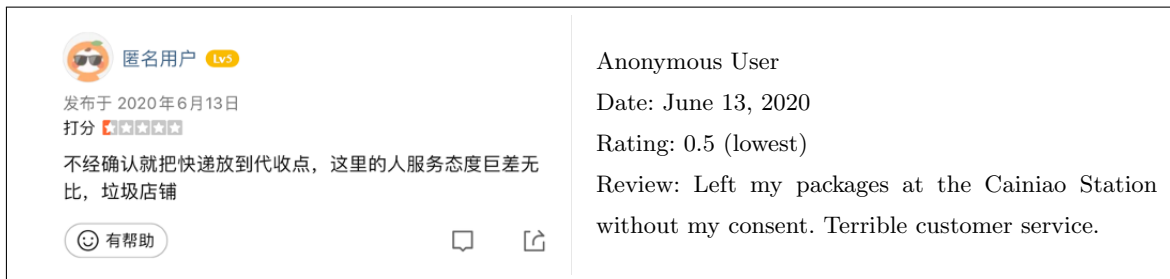 匿名用户 Lv5
发布于 2020年6月13日
打分
不经确认就把快递放到代收点，这里的人服务态度巨差无
比，垃圾店铺
有帮助
Anonymous User
Date: June 13, 2020
Rating: 0.5 (lowest)
Review: Left my packages at the Cainiao Station
without my consent. Terrible customer service.